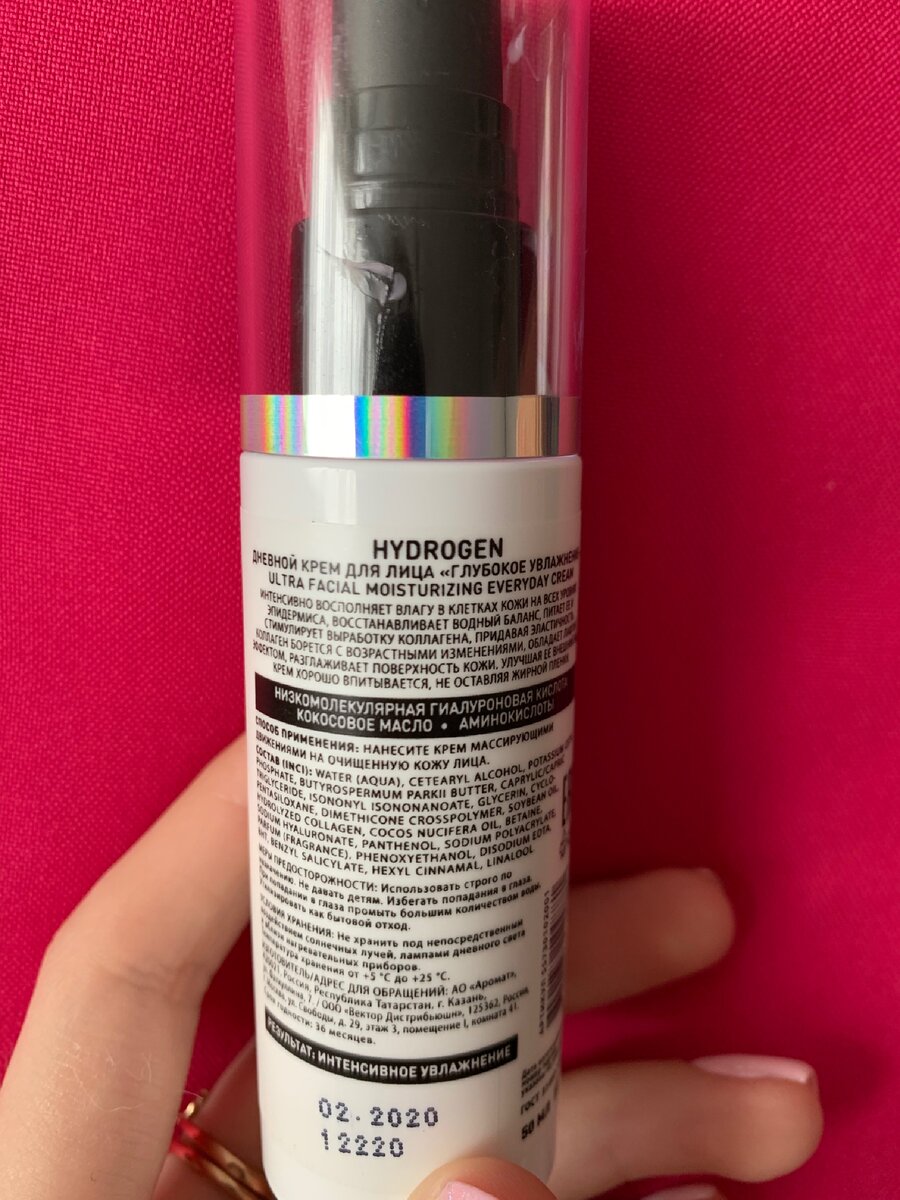 HYDROGEN
ДНЕВНОЙ КРЕМ ДЛЯ ЛИЦА «ГЛУБОКОЕ УВЛАЖНЕНИЕ
ULTRA FACIAL MOISTURIZING EVERYDAY CREAM
ИНТЕНСИВНО ВОСПОЛНЯЕТ ВЛАГУ В КЛЕТКАХ КОЖИ НА ВСЕХ УРОВНЯХ
ЭПИДЕРМИСА, ВОССТАНАВЛИВАЕТ ВОДНЫЙ БАЛАНС, ПИТАЕТ ЕЕ И
СТИМУЛИРУЕТ ВЫРАБОТКУ КОЛЛАГЕНА, ПРИДАВАЯ ЭЛАСТИЧНОСТЬ.
КОЛЛАГЕН БОРЕТСЯ С ВОЗРАСТНЫМИ ИЗМЕНЕНИЯМИ, ОБЛАДАЕТ
ЭФФЕКТОМ, РАЗГЛАЖИВАЕТ ПОВЕРХНОСТЬ КОЖИ, УЛУЧШАЯ ЕЕ
КРЕМ ХОРОШО ВПИТЫВАЕТСЯ, НЕ ОСТАВЛЯЯ ЖИРНОЙ ПЛЕНКИ.
НИЗКОМОЛЕКУЛЯРНАЯ ГИАЛУРОНОВАЯ КИСЛОТА
КОКОСОВОЕ МАСЛО • АМИНОКИСЛОТЫ
СПОСОБ ПРИМЕНЕНИЯ: НАНЕСИТЕ КРЕМ МАССИРУЮЩИМИ
ДВИЖЕНИЯМИ НА ОЧИЩЕННУЮ КОЖУ ЛИЦА.
СОСТАВ (INCI): WATER (AQUA), CETEARYL ALCOHOL, POTASSIUM
PHOSPHATE, BUTYROSPERMUM PARKII BUTTER, CAPRYLIC/CAPRIC
TRIGLYCERIDE, ISONONYL ISONONANOATE, GLYCERIN, CYCLO-
PENTASILOXANE, DIMETHICONE CROSSPOLYMER, SOYBEAN OIL,
HYDROLYZED COLLAGEN, COCOS NUCIFERA OIL, BETAINE,
SODIUM HYALURONATE, PANTHENOL, SODIUM POLYACRYLATE,
PARFUM (FRAGRANCE), PHENOXYETHANOL, DISODIUM EDTA,
BHT, BENZYL SALICYLATE, HEXYL CINNAMAL, LINALOOL
МЕРЫ ПРЕДОСТОРОЖНОСТИ: Использовать строго по
назначению. Не давать детям. Избегать попадания в глаза.
При попадании в глаза промыть большим количеством воды.
Утилизировать как бытовой отход.
УСЛОВИЯ ХРАНЕНИЯ: Не хранить под непосредственным
воздействием солнечных лучей, лампами дневного света
вблизи нагревательных приборов.
Температура хранения от +5 °С до +25 °С.
ИЗГОТОВИТЕЛЬ/АДРЕС ДЛЯ ОБРАЩЕНИЙ: АО «Аромат»,
Россия, Республика Татарстан, г. Казань,
7 / ООО «Вектор Дистрибьюшн», 125362, Россия,
Москва, ул. Свободы, д. 29, этаж 3, помещение I, комната 41.
Срок годности: 36 месяцев.
РЕЗУЛЬТАТ: ИНТЕНСИВНОЕ УВЛАЖНЕНИЕ
02.2020
12220
АРТИКУЛ
Дата
ГОСТ
50 МЛ